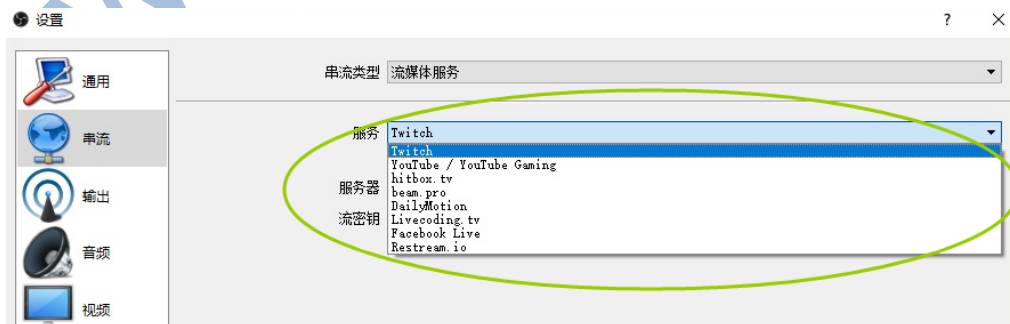 设置
?
×
通用
串流
输出
音频
视频
串流类型 流媒体服务
服务 Twitch
Twitch
YouTube / YouTube Gaming
hitbox.tv
服务器
beam.pro
DailyMotion
流密钥
Livecoding.tv
Facebook Live
Restream.io